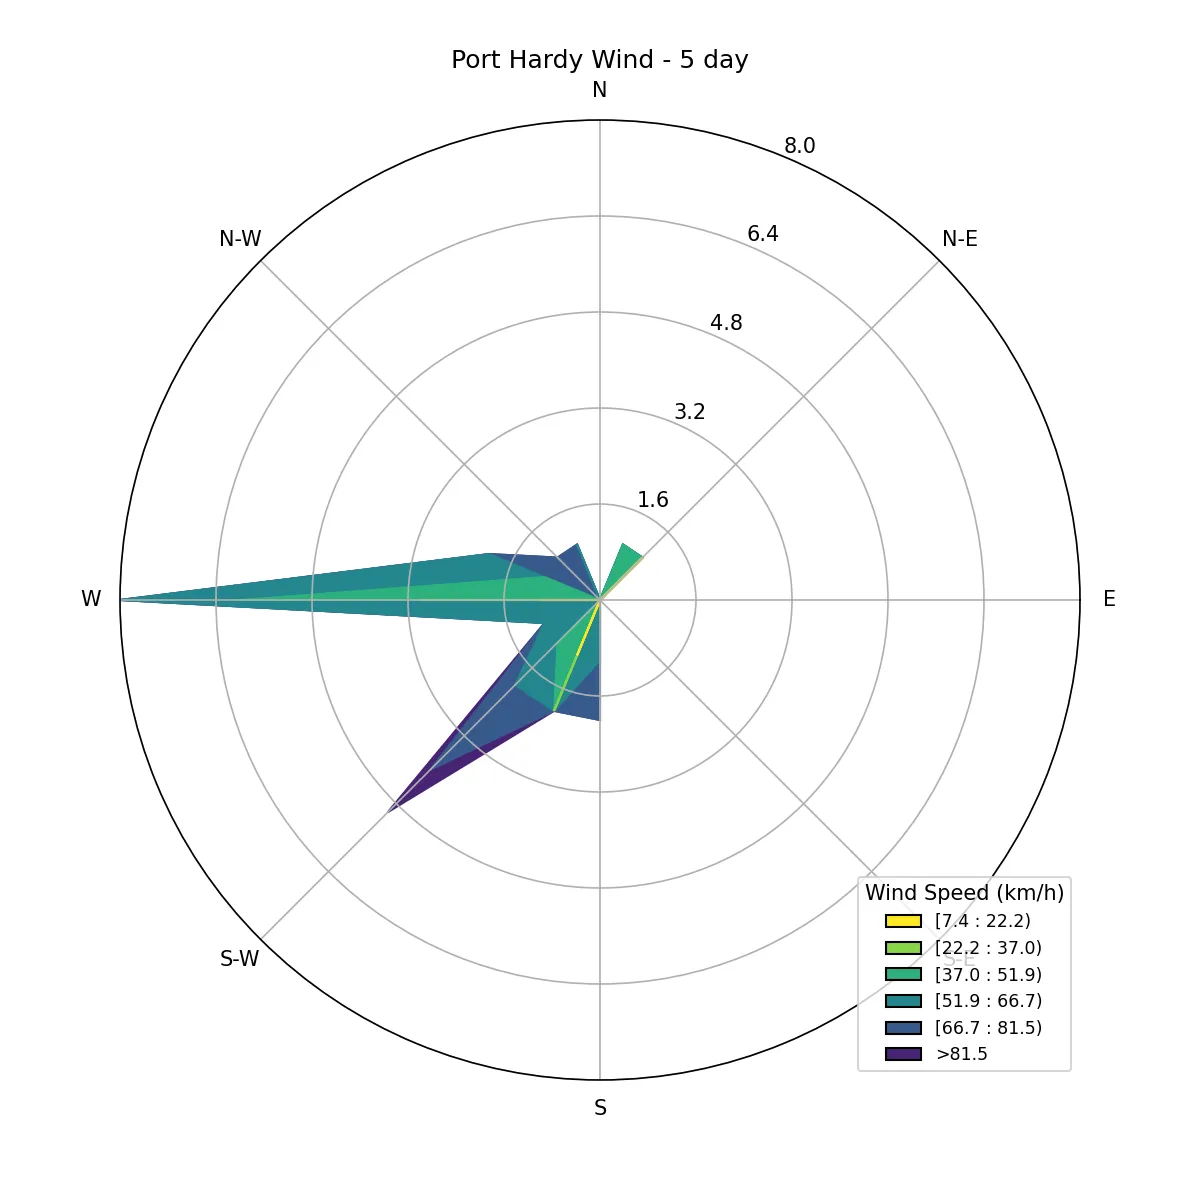 Port Hardy Wind - 5 day
N
8.0
N-W
N-E
6.4
4.8
3.2
1.6
W
E
S-W
S-E
S
Wind Speed (km/h)
[7.4 : 22.2)
[22.2 : 37.0)
[37.0 : 51.9)
[51.9 : 66.7)
[66.7 : 81.5)
>81.5